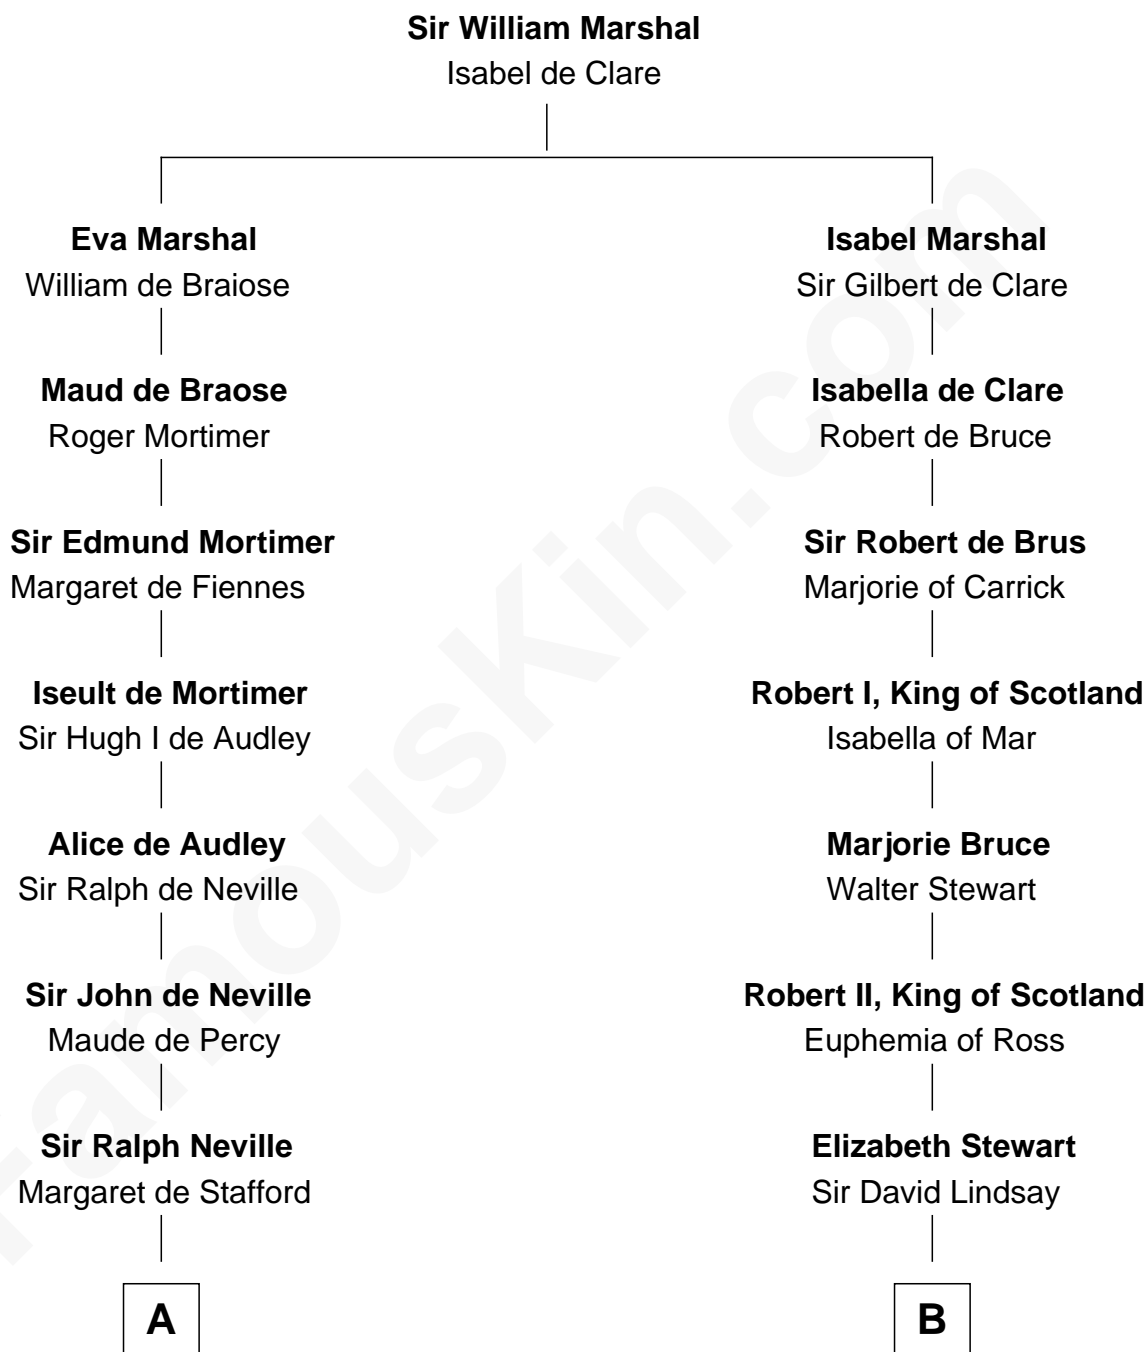 Sir William Marshal
Isabel de Clare
Eva Marshal
William de Braiose
Isabel Marshal
Sir Gilbert de Clare
Maud de Braose
Roger Mortimer
Isabella de Clare
Robert de Bruce
Sir Edmund Mortimer
Margaret de Fiennes
Sir Robert de Brus
Marjorie of Carrick
Iseult de Mortimer
Sir Hugh I de Audley
Robert I, King of Scotland
Isabella of Mar
Alice de Audley
Sir Ralph de Neville
Marjorie Bruce
Walter Stewart
Sir John de Neville
Maude de Percy
Robert II, King of Scotland
Euphemia of Ross
Sir Ralph Neville
Margaret de Stafford
Elizabeth Stewart
Sir David Lindsay
A
B
FamousKin.com